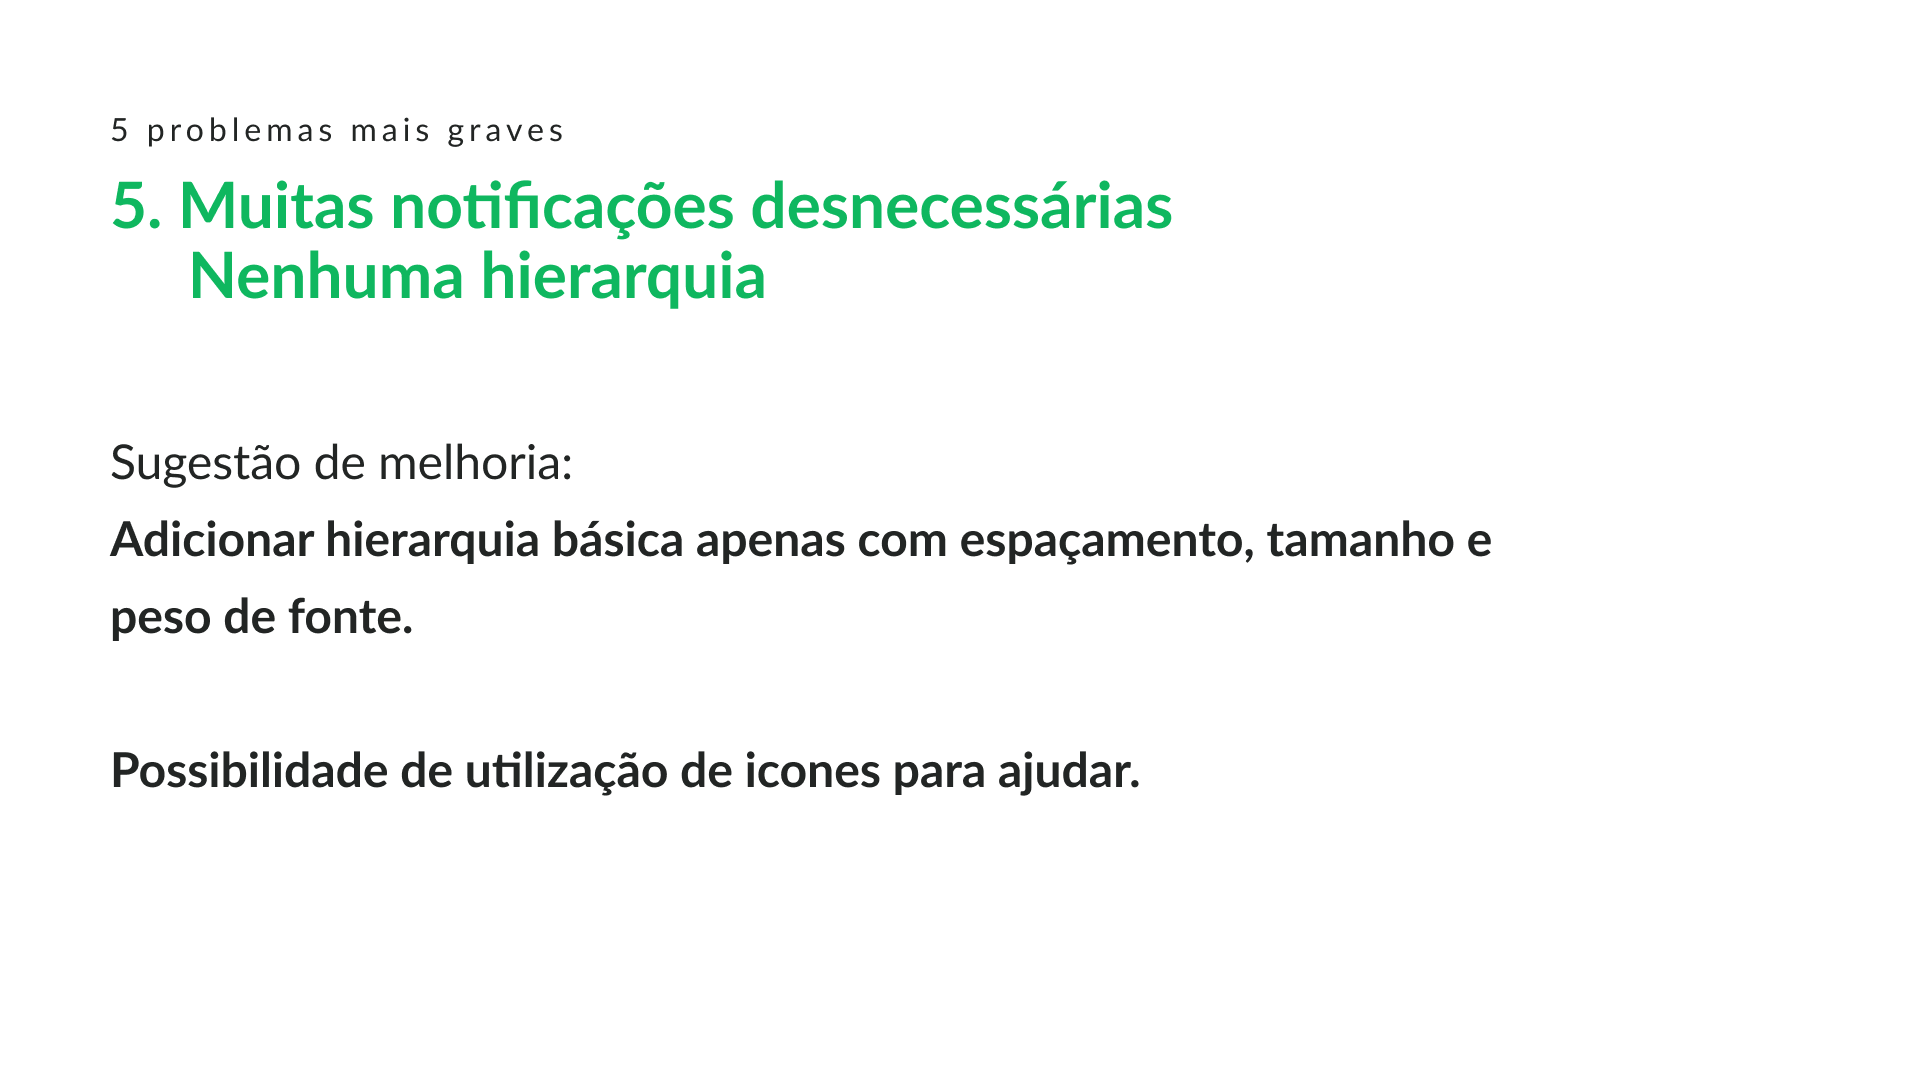 5 problemas mais graves
5. Muitas notificações desnecessárias
Nenhuma hierarquia
Sugestão de melhoria:
Adicionar hierarquia básica apenas com espaçamento, tamanho e
peso de fonte.
Possibilidade de utilização de icones para ajudar.